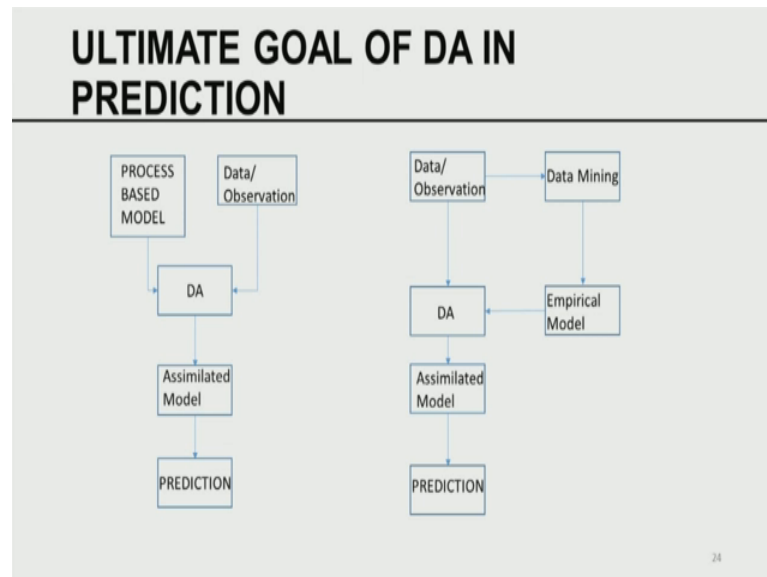 ULTIMATE GOAL OF DA IN
PREDICTION
PROCESS
BASED
MODEL
Data/
Observation
DA
Assimilated
Model
PREDICTION
Data/
Observation
Data Mining
DA
Empirical
Model
Assimilated
Model
PREDICTION
24